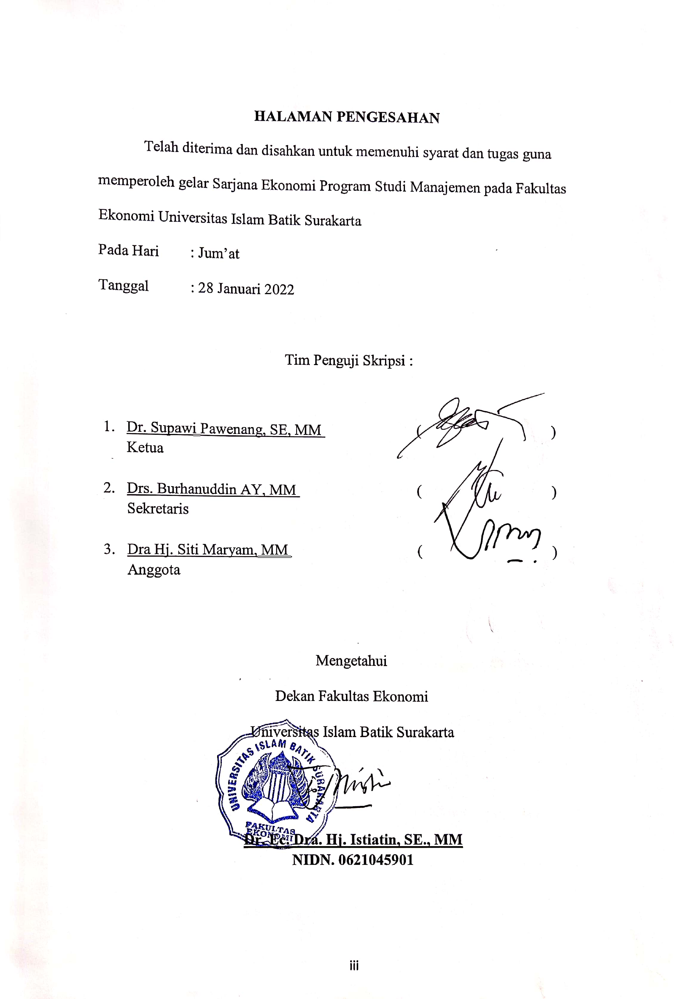 HALAMAN PENGESAHAN
Telah diterima dan disahkan untuk memenuhi syarat dan tugas guna
memperoleh gelar Sarjana Ekonomi Program Studi Manajemen pada Fakultas
Ekonomi Universitas Islam Batik Surakarta
Pada Hari : Jum'at
Tanggal : 28 Januari 2022
Tim Penguji Skripsi :
1. Dr. Supawi Pawenang, SE, MM ( )
Ketua
2. Drs. Burhanuddin AY, MM ( )
Sekretaris
3. Dra Hj. Siti Maryam, MM ( )
Anggota
Mengetahui
Dekan Fakultas Ekonomi
Universitas Islam Batik Surakarta
UNIVERSITAS ISLAM BATIK SURAKARTA
FAKULTAS
EKONOMI
Dr. Ec. Dra. Hj. Istiatin, SE., MM
NIDN. 0621045901
iii